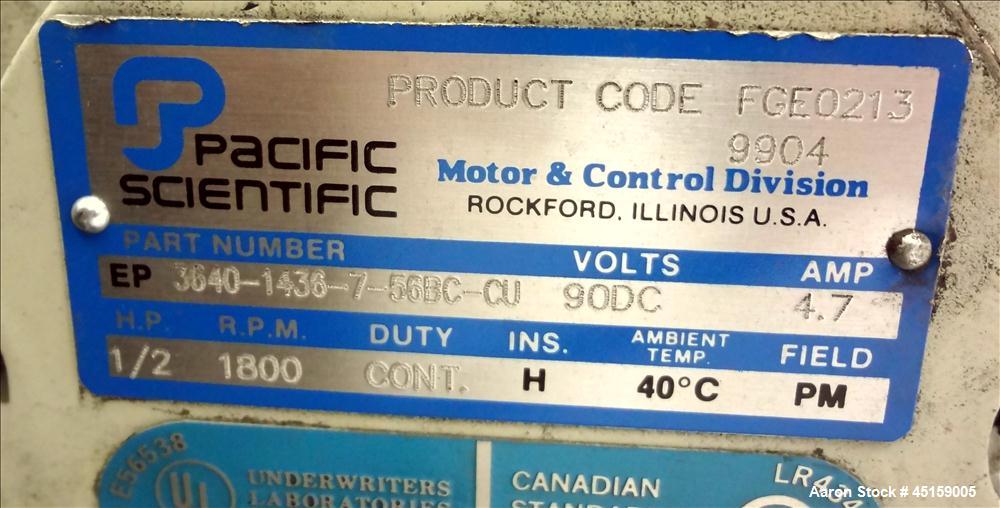 PRODUCT CODE FGE0213
9904
PACIFIC
SCIENTIFIC
Motor & Control Division
ROCKFORD, ILLINOIS U.S.A.
PART NUMBER VOLTS AMP
EP 3640-1436-7-56BC-CU 90DC 4.7
H.P. R.P.M. DUTY INS. AMBIENT TEMP. FIELD
1/2 1800 CONT. H 40°C PM
E56538
UL
UNDERWRITERS
LABORATORIES
CANADIAN
LR434
Aaron Stock # 45159005